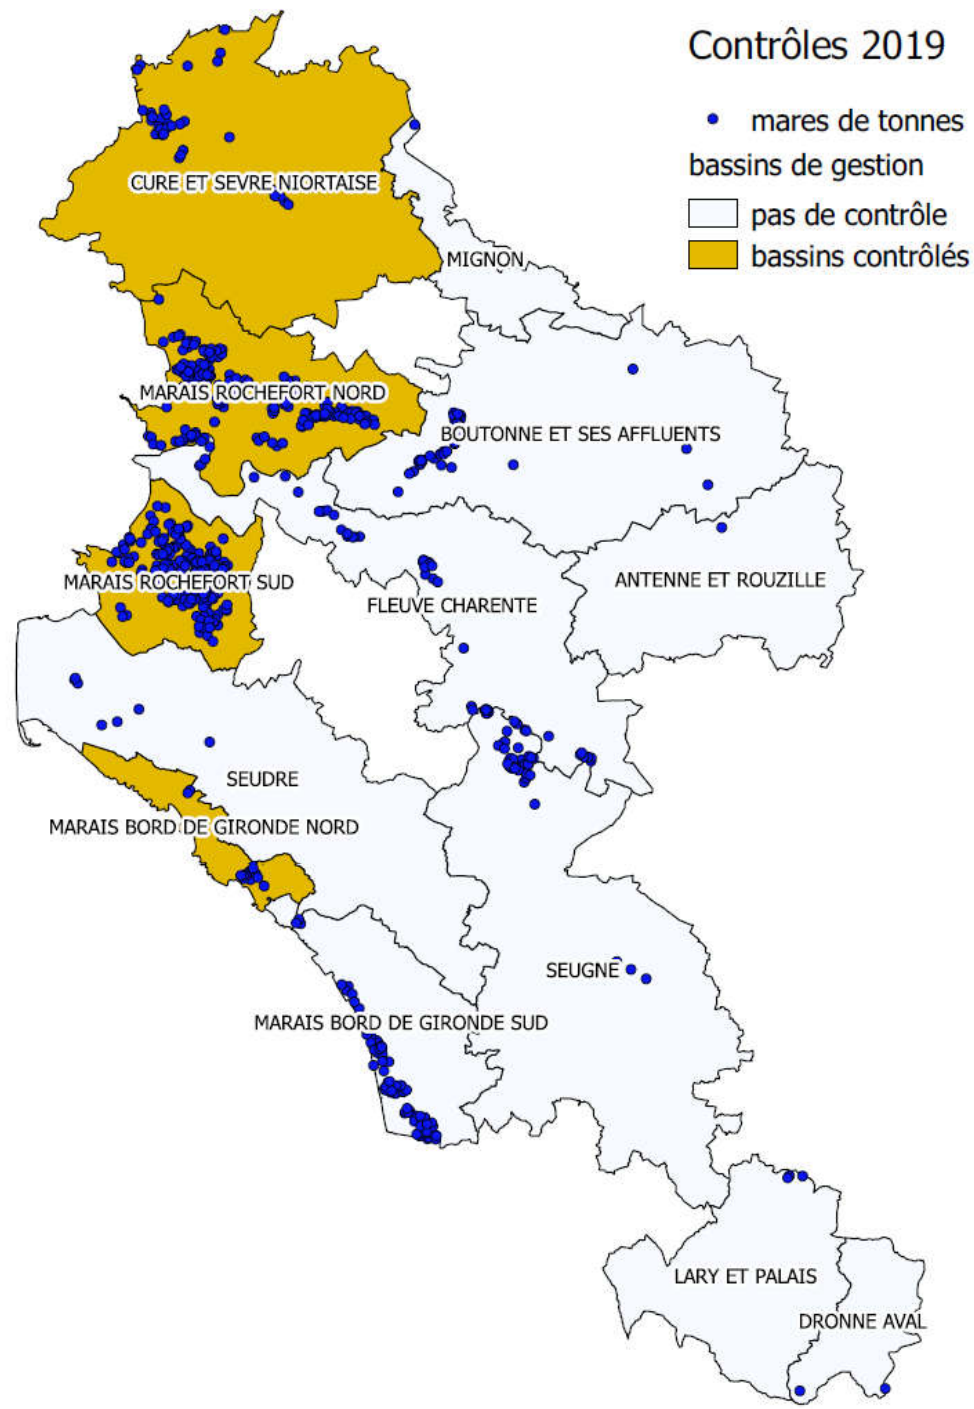 Contrôles 2019
mares de tonnes
bassins de gestion
pas de contrôle
bassins contrôlés
CURE ET SEVRE NIORTAISE
MIGNON
MARAIS ROCHEFORT NORD
BOUTONNE ET SES AFFLUENTS
MARAIS ROCHEFORT SUD
ANTENNE ET ROUZILLE
FLEUVE CHARENTE
SEUDRE
MARAIS BORD DE GIRONDE NORD
SEUGNE
MARAIS BORD DE GIRONDE SUD
LARY ET PALAIS
DRONNE AVAL